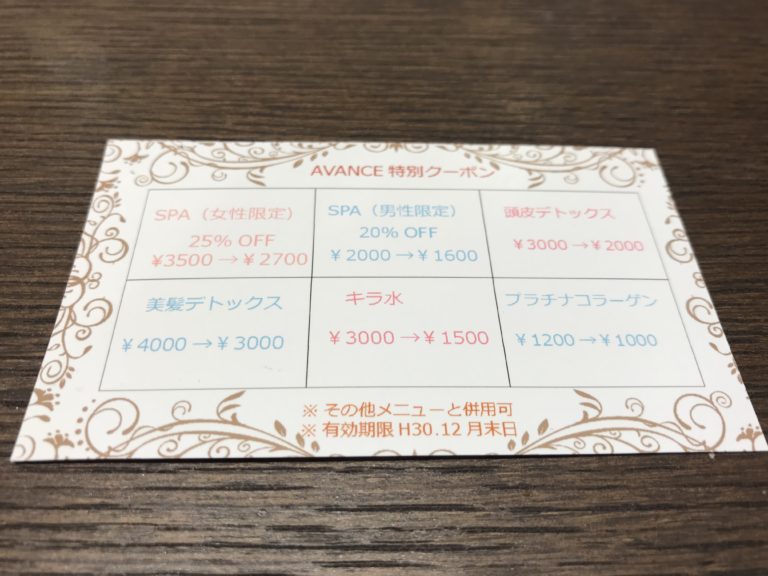 AVANCE 特別クーポン
SPA（女性限定）
25% OFF
¥3500 → ¥2700
SPA（男性限定）
20% OFF
¥2000 → ¥1600
頭皮デトックス
¥3000 → ¥2000
美髪デトックス
¥4000 → ¥3000
キラ水
¥3000 → ¥1500
プラチナコラーゲン
¥1200 → ¥1000
※ その他メニューと併用可
※ 有効期限 H30.12 月末日